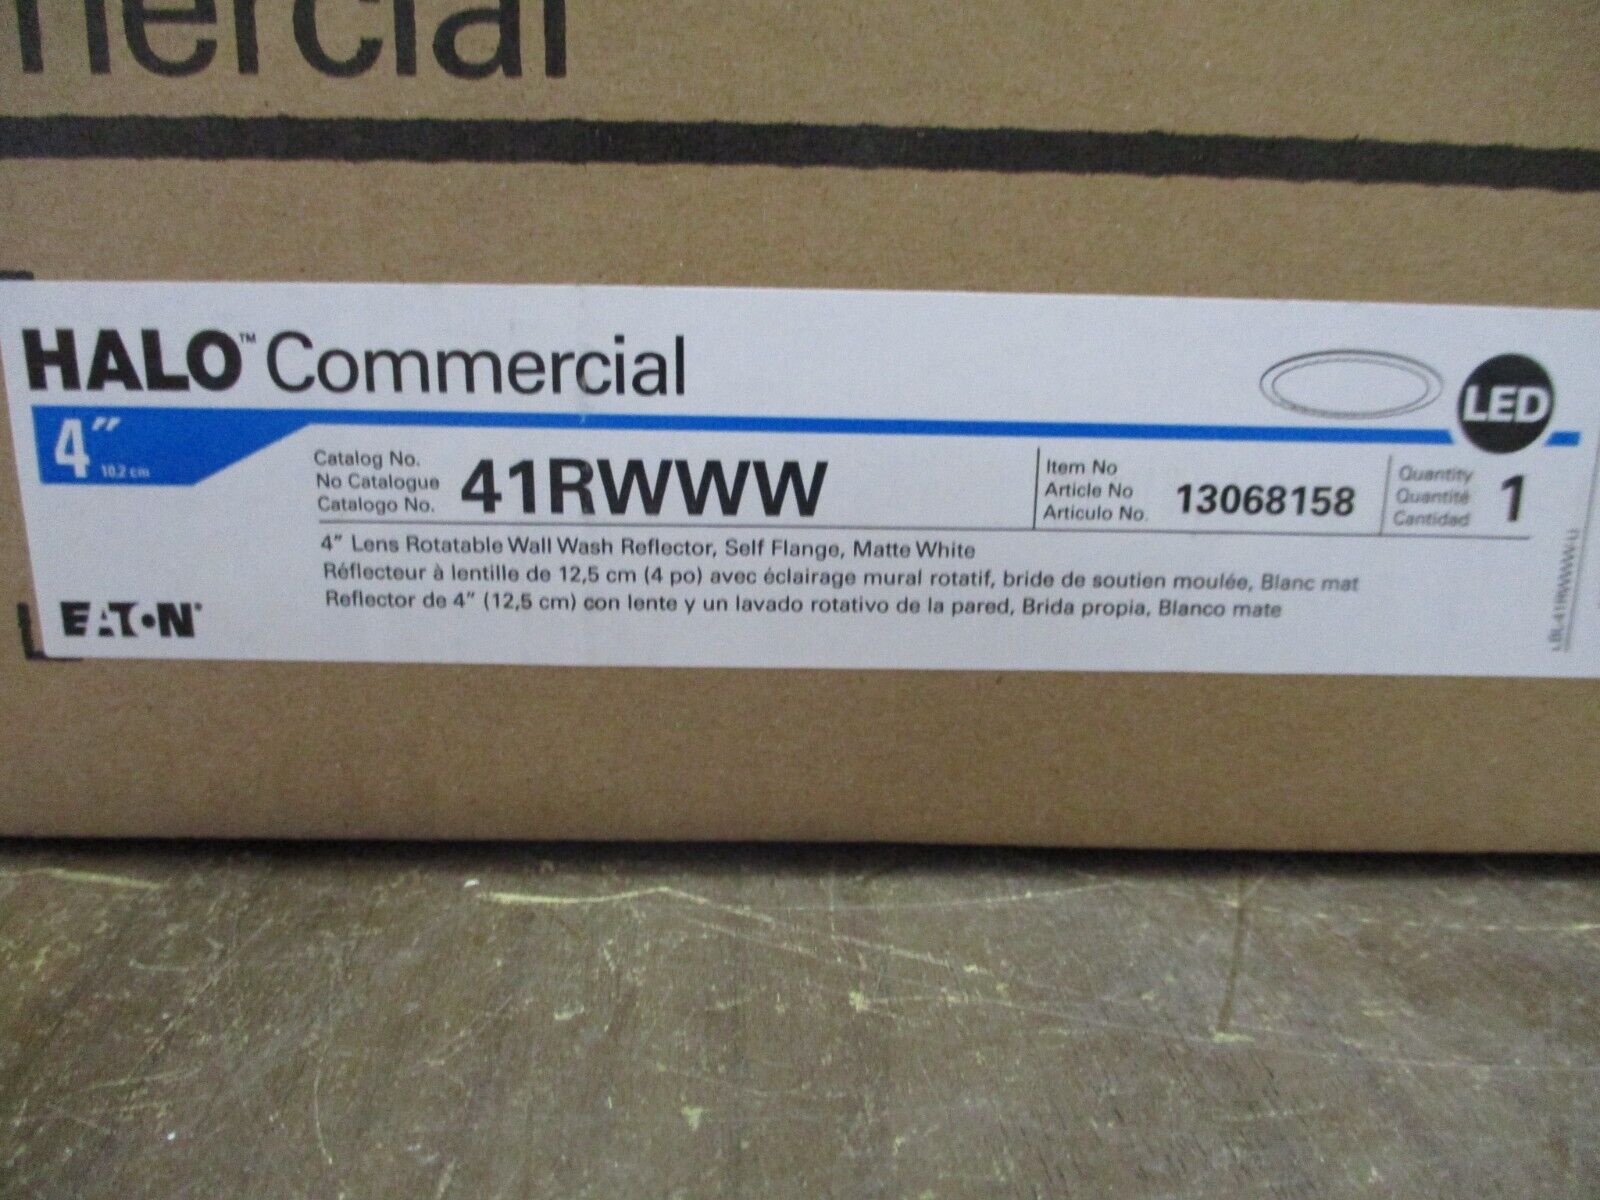 ercial
HALO™ Commercial
LED
4"
10.2 cm
Catalog No.
No Catalogue
Catalogo No.
41RWWW
Item No
Article No
Articulo No.
13068158
Quantity
Quantité
Cantidad
1
4" Lens Rotatable Wall Wash Reflector, Self Flange, Matte White
Réflecteur à lentille de 12,5 cm (4 po) avec éclairage mural rotatif, bride de soutien moulée, Blanc mat
Reflector de 4" (12,5 cm) con lente y un lavado rotativo de la pared, Brida propia, Blanco mate
EATON
LBL41RWWW/U